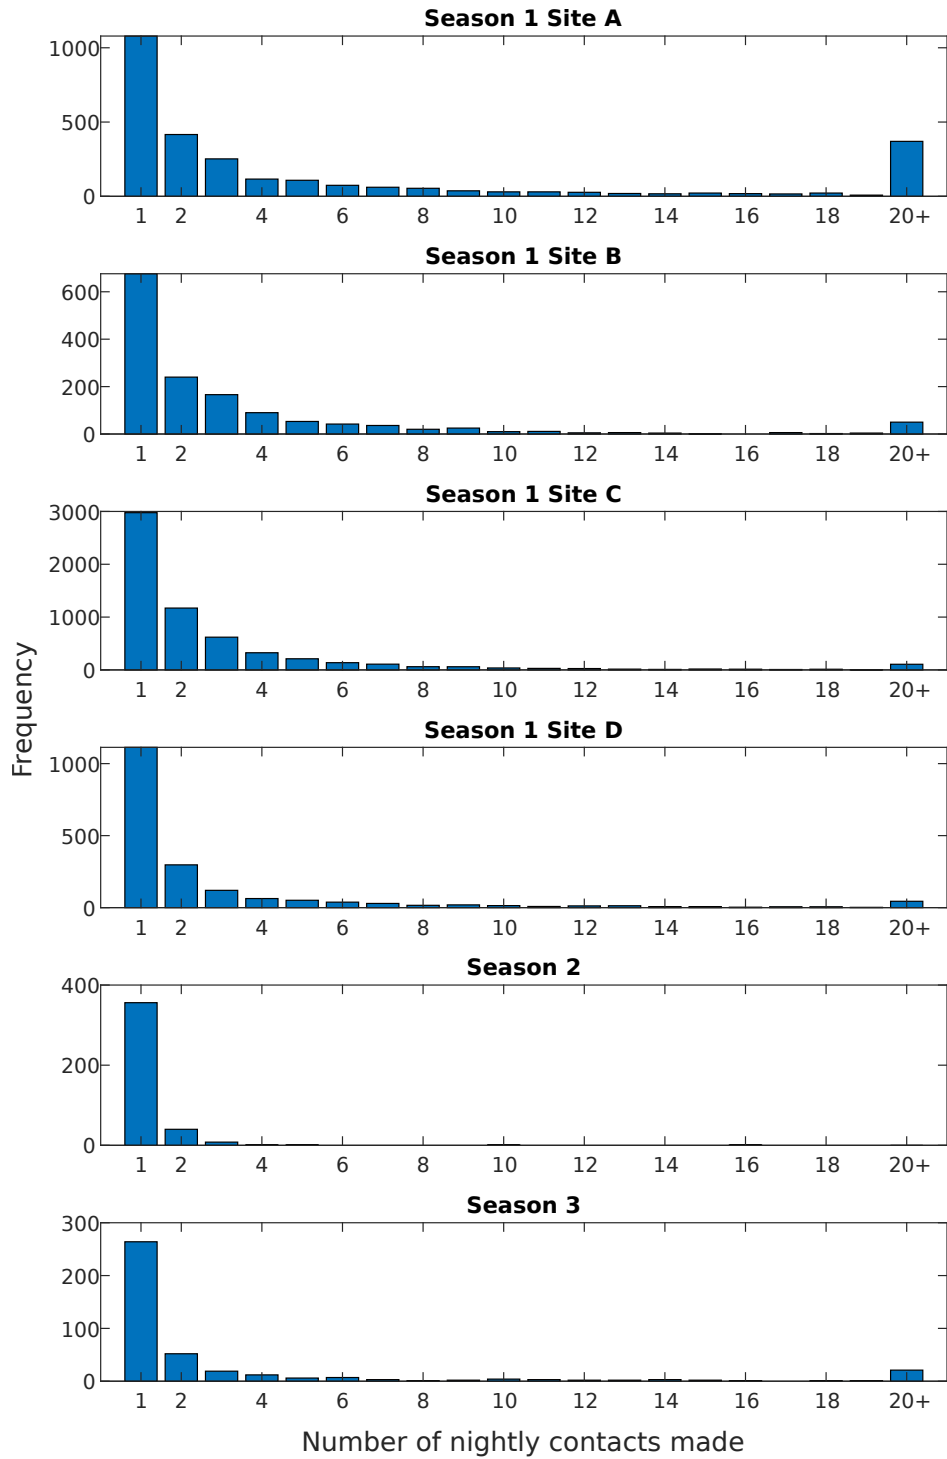 Season 1 Site A
1000
500
0
1 2 4 6 8 10 12 14 16 18 20+
Season 1 Site B
600
400
200
0
1 2 4 6 8 10 12 14 16 18 20+
Season 1 Site C
3000
2000
1000
0
1 2 4 6 8 10 12 14 16 18 20+
Frequency
Season 1 Site D
1000
500
0
1 2 4 6 8 10 12 14 16 18 20+
Season 2
400
200
0
1 2 4 6 8 10 12 14 16 18 20+
Season 3
300
200
100
0
1 2 4 6 8 10 12 14 16 18 20+
Number of nightly contacts made